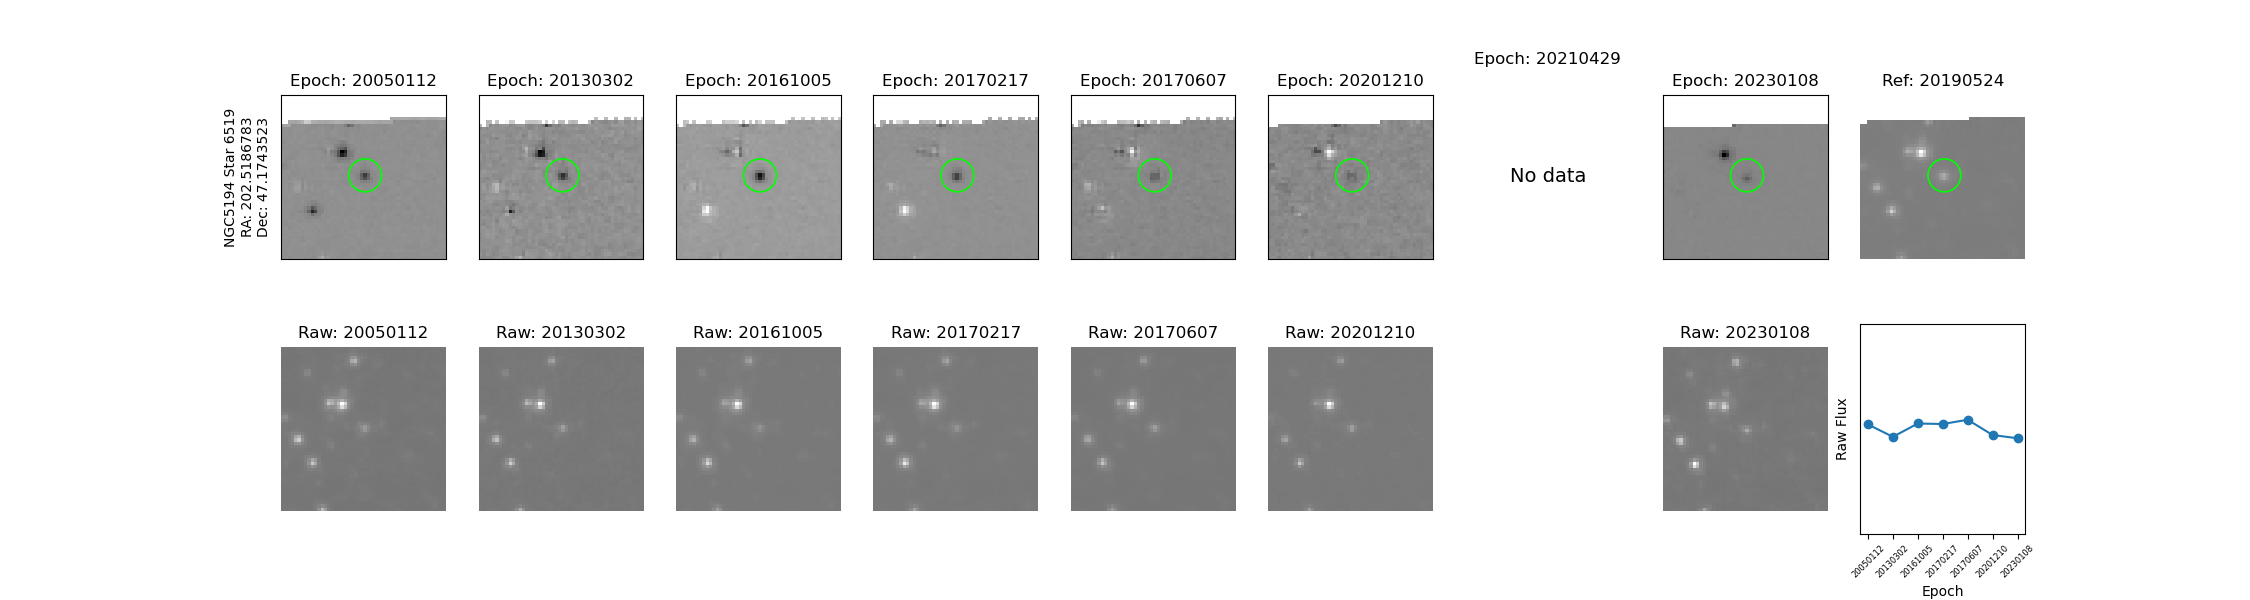 Epoch: 20210429
Epoch: 20050112
Epoch: 20130302
Epoch: 20161005
Epoch: 20170217
Epoch: 20170607
Epoch: 20201210
Epoch: 20230108
Ref: 20190524
NGC5194 Star 6519
RA: 202.5186783
Dec: 47.1743523
No data
Raw: 20050112
Raw: 20130302
Raw: 20161005
Raw: 20170217
Raw: 20170607
Raw: 20201210
Raw: 20230108
Raw Flux
20050112
20130302
20161005
20170217
20170607
20201210
20230108
Epoch